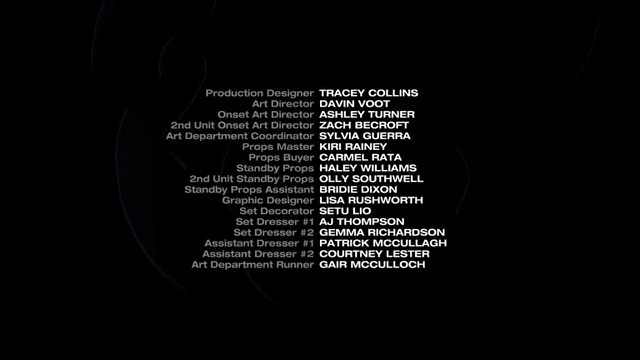 Production Designer TRACEY COLLINS
Art Director DAVIN VOOT
Onset Art Director ASHLEY TURNER
2nd Unit Onset Art Director ZACH BECROFT
Art Department Coordinator SYLVIA GUERRA
Props Master KIRI RAINEY
Props Buyer CARMEL RATA
Standby Props HALEY WILLIAMS
2nd Unit Standby Props OLLY SOUTHWELL
Standby Props Assistant BRIDIE DIXON
Graphic Designer LISA RUSHWORTH
Set Decorator SETU LIO
Set Dresser #1 AJ THOMPSON
Set Dresser #2 GEMMA RICHARDSON
Assistant Dresser #1 PATRICK MCCULLAGH
Assistant Dresser #2 COURTNEY LESTER
Art Department Runner GAIR MCCULLOCH